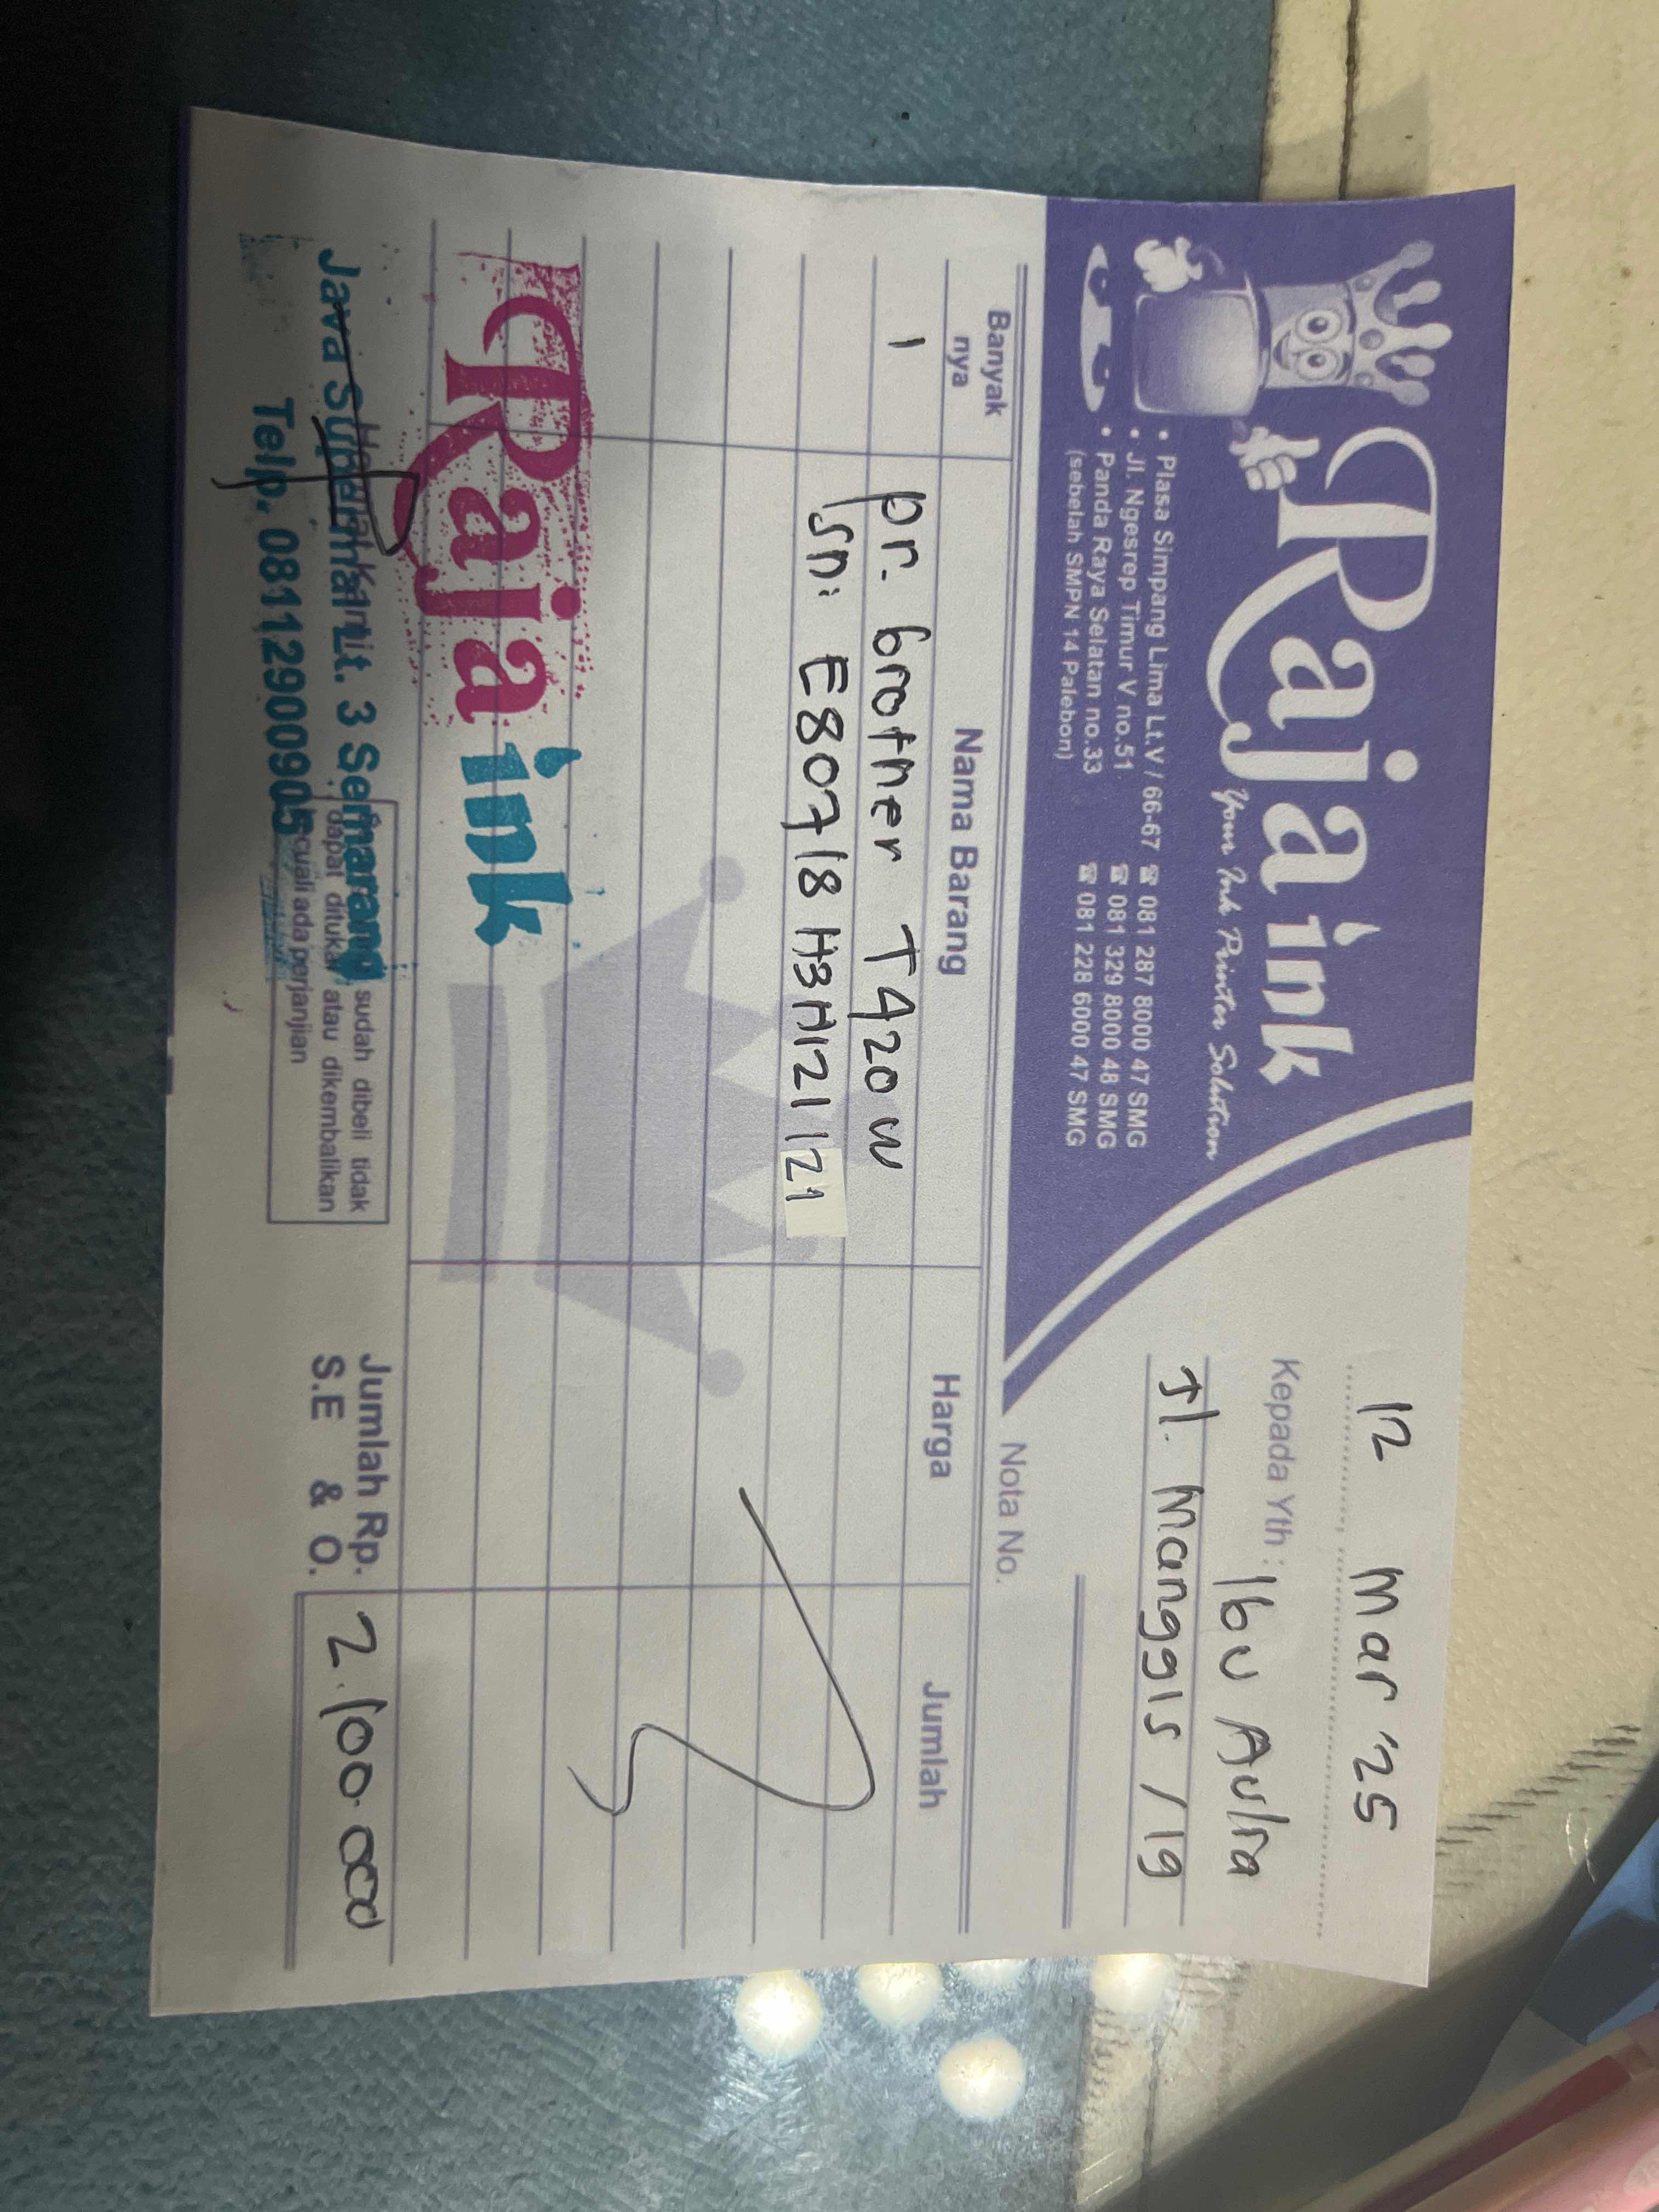 Raja ink
Your Ink Printer Solution
• Plasa Simpang Lima Lt.V / 66-67 ☎ 081 287 8000 47 SMG
• Jl. Ngesrep Timur V no.51. ☎ 081 329 8000 48 SMG
• Panda Raya Selatan no.33 ☎ 081 228 6000 47 SMG
(sebelah SMPN 14 Palebon)
12 Mar '25
Kepada Yth : Ibu Aulra
Jl. Manggis / 19
Nota No.
Banyak nya Nama Barang Harga Jumlah
1 pr. brother T420W
sn: E80718H3H121121
Raja ink
Java Supermall Lt. 3 Semarang
Telp. 081129000905
sudah dibeli tidak
dapat ditukar atau dikembalikan
kecuali ada perjanjian
Jumlah Rp. 2.100.000
S.E & O.